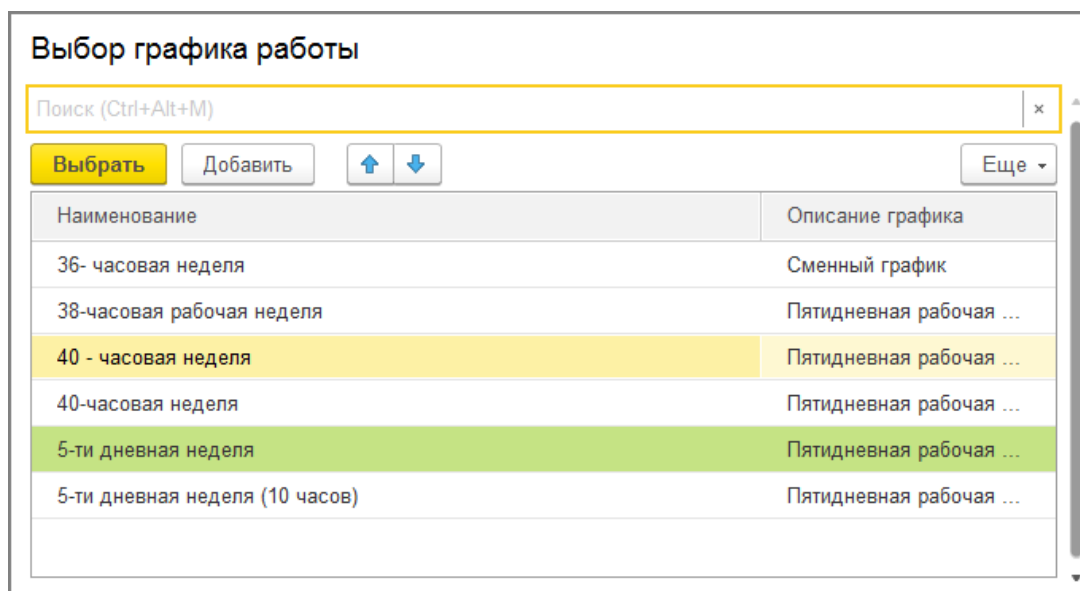 Выбор графика работы
Поиск (Ctrl+Alt+M) ×
Выбрать Добавить Еще
Наименование Описание графика
36- часовая неделя Сменный график
38-часовая рабочая неделя Пятидневная рабочая ...
40 - часовая неделя Пятидневная рабочая ...
40-часовая неделя Пятидневная рабочая ...
5-ти дневная неделя Пятидневная рабочая ...
5-ти дневная неделя (10 часов) Пятидневная рабочая ...